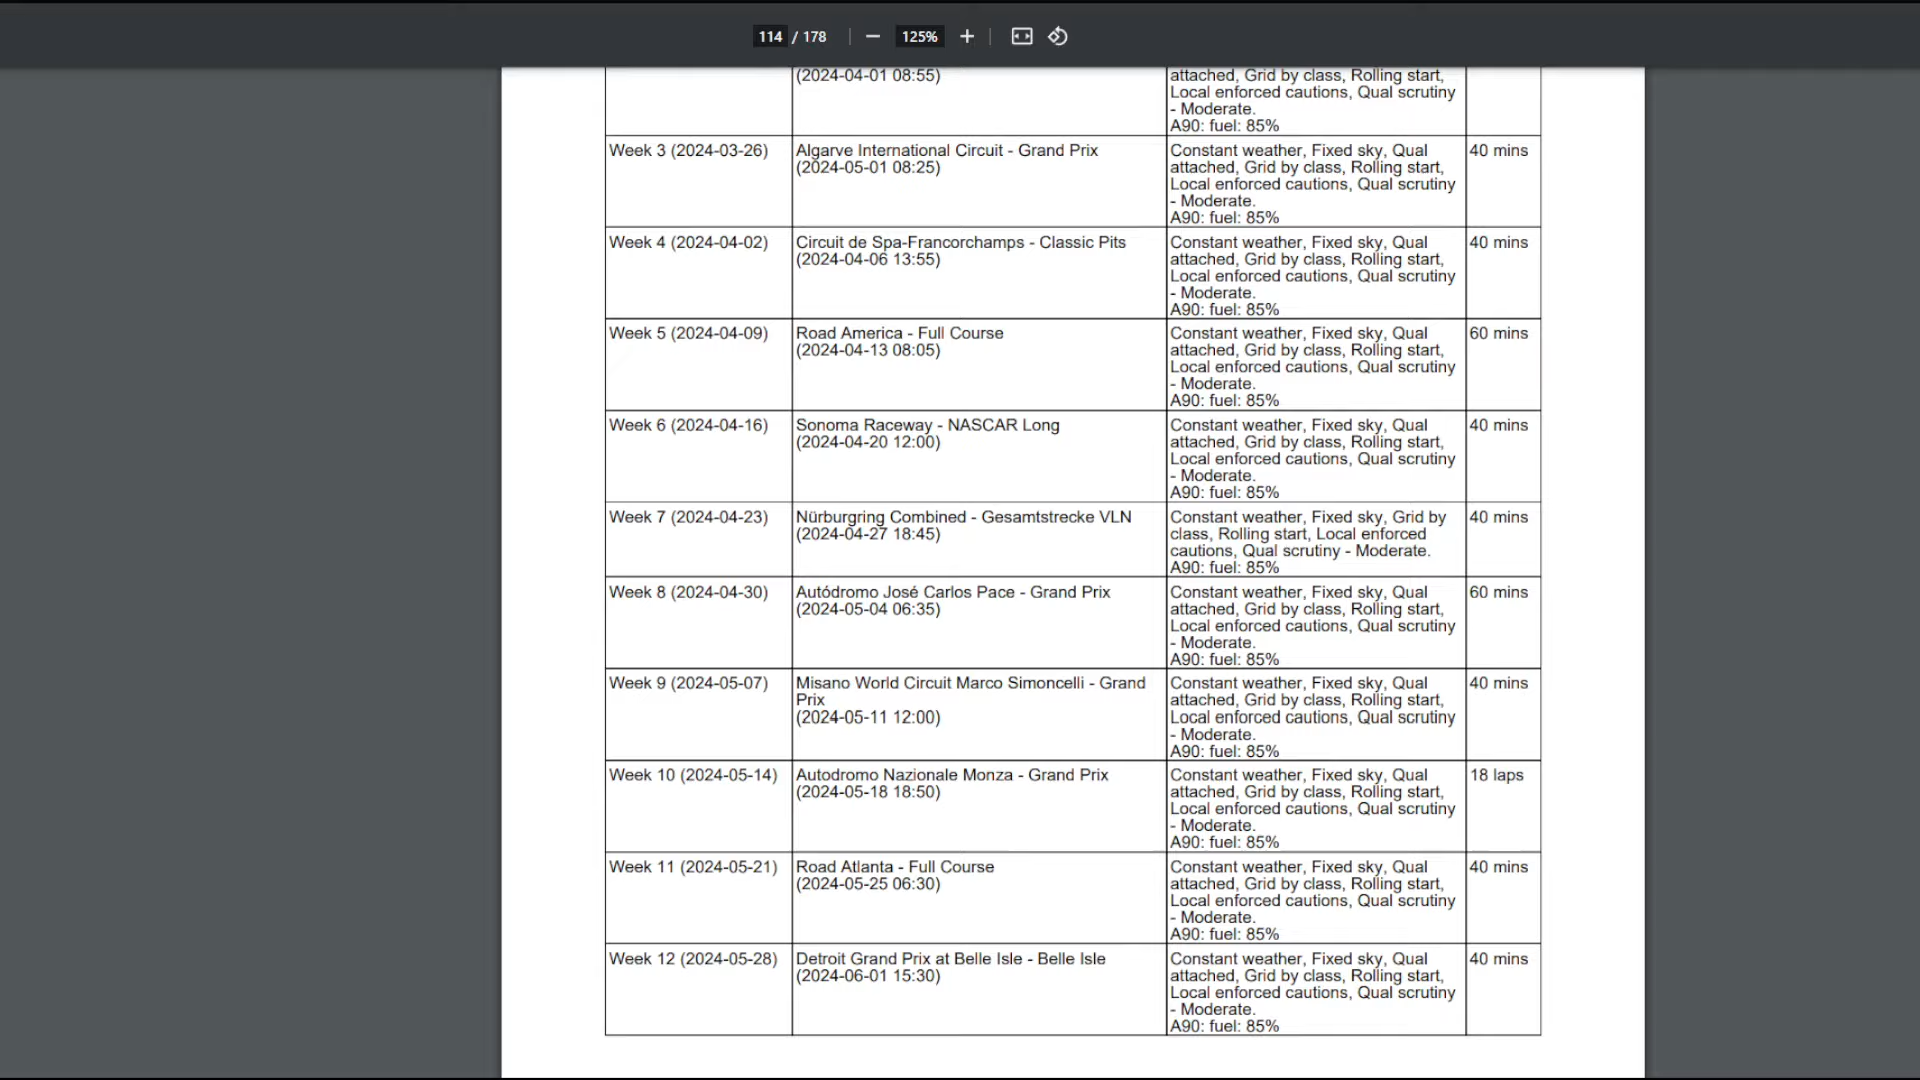 114 / 178
125%
(2024-04-01 08:55)
attached, Grid by class, Rolling start,
Local enforced cautions, Qual scrutiny
- Moderate.
A90: fuel: 85%
Week 3 (2024-03-26)
Algarve International Circuit - Grand Prix
(2024-05-01 08:25)
Constant weather, Fixed sky, Qual
attached, Grid by class, Rolling start,
Local enforced cautions, Qual scrutiny
- Moderate.
A90: fuel: 85%
40 mins
Week 4 (2024-04-02)
Circuit de Spa-Francorchamps - Classic Pits
(2024-04-06 13:55)
Constant weather, Fixed sky, Qual
attached, Grid by class, Rolling start,
Local enforced cautions, Qual scrutiny
- Moderate.
A90: fuel: 85%
40 mins
Week 5 (2024-04-09)
Road America - Full Course
(2024-04-13 08:05)
Constant weather, Fixed sky, Qual
attached, Grid by class, Rolling start,
Local enforced cautions, Qual scrutiny
- Moderate.
A90: fuel: 85%
60 mins
Week 6 (2024-04-16)
Sonoma Raceway - NASCAR Long
(2024-04-20 12:00)
Constant weather, Fixed sky, Qual
attached, Grid by class, Rolling start,
Local enforced cautions, Qual scrutiny
- Moderate.
A90: fuel: 85%
40 mins
Week 7 (2024-04-23)
Nürburgring Combined - Gesamtstrecke VLN
(2024-04-27 18:45)
Constant weather, Fixed sky, Grid by
class, Rolling start, Local enforced
cautions, Qual scrutiny - Moderate.
A90: fuel: 85%
40 mins
Week 8 (2024-04-30)
Autódromo José Carlos Pace - Grand Prix
(2024-05-04 06:35)
Constant weather, Fixed sky, Qual
attached, Grid by class, Rolling start,
Local enforced cautions, Qual scrutiny
- Moderate.
A90: fuel: 85%
60 mins
Week 9 (2024-05-07)
Misano World Circuit Marco Simoncelli - Grand
Prix
(2024-05-11 12:00)
Constant weather, Fixed sky, Qual
attached, Grid by class, Rolling start,
Local enforced cautions, Qual scrutiny
- Moderate.
A90: fuel: 85%
40 mins
Week 10 (2024-05-14)
Autodromo Nazionale Monza - Grand Prix
(2024-05-18 18:50)
Constant weather, Fixed sky, Qual
attached, Grid by class, Rolling start,
Local enforced cautions, Qual scrutiny
- Moderate.
A90: fuel: 85%
18 laps
Week 11 (2024-05-21)
Road Atlanta - Full Course
(2024-05-25 06:30)
Constant weather, Fixed sky, Qual
attached, Grid by class, Rolling start,
Local enforced cautions, Qual scrutiny
- Moderate.
A90: fuel: 85%
40 mins
Week 12 (2024-05-28)
Detroit Grand Prix at Belle Isle - Belle Isle
(2024-06-01 15:30)
Constant weather, Fixed sky, Qual
attached, Grid by class, Rolling start,
Local enforced cautions, Qual scrutiny
- Moderate.
A90: fuel: 85%
40 mins